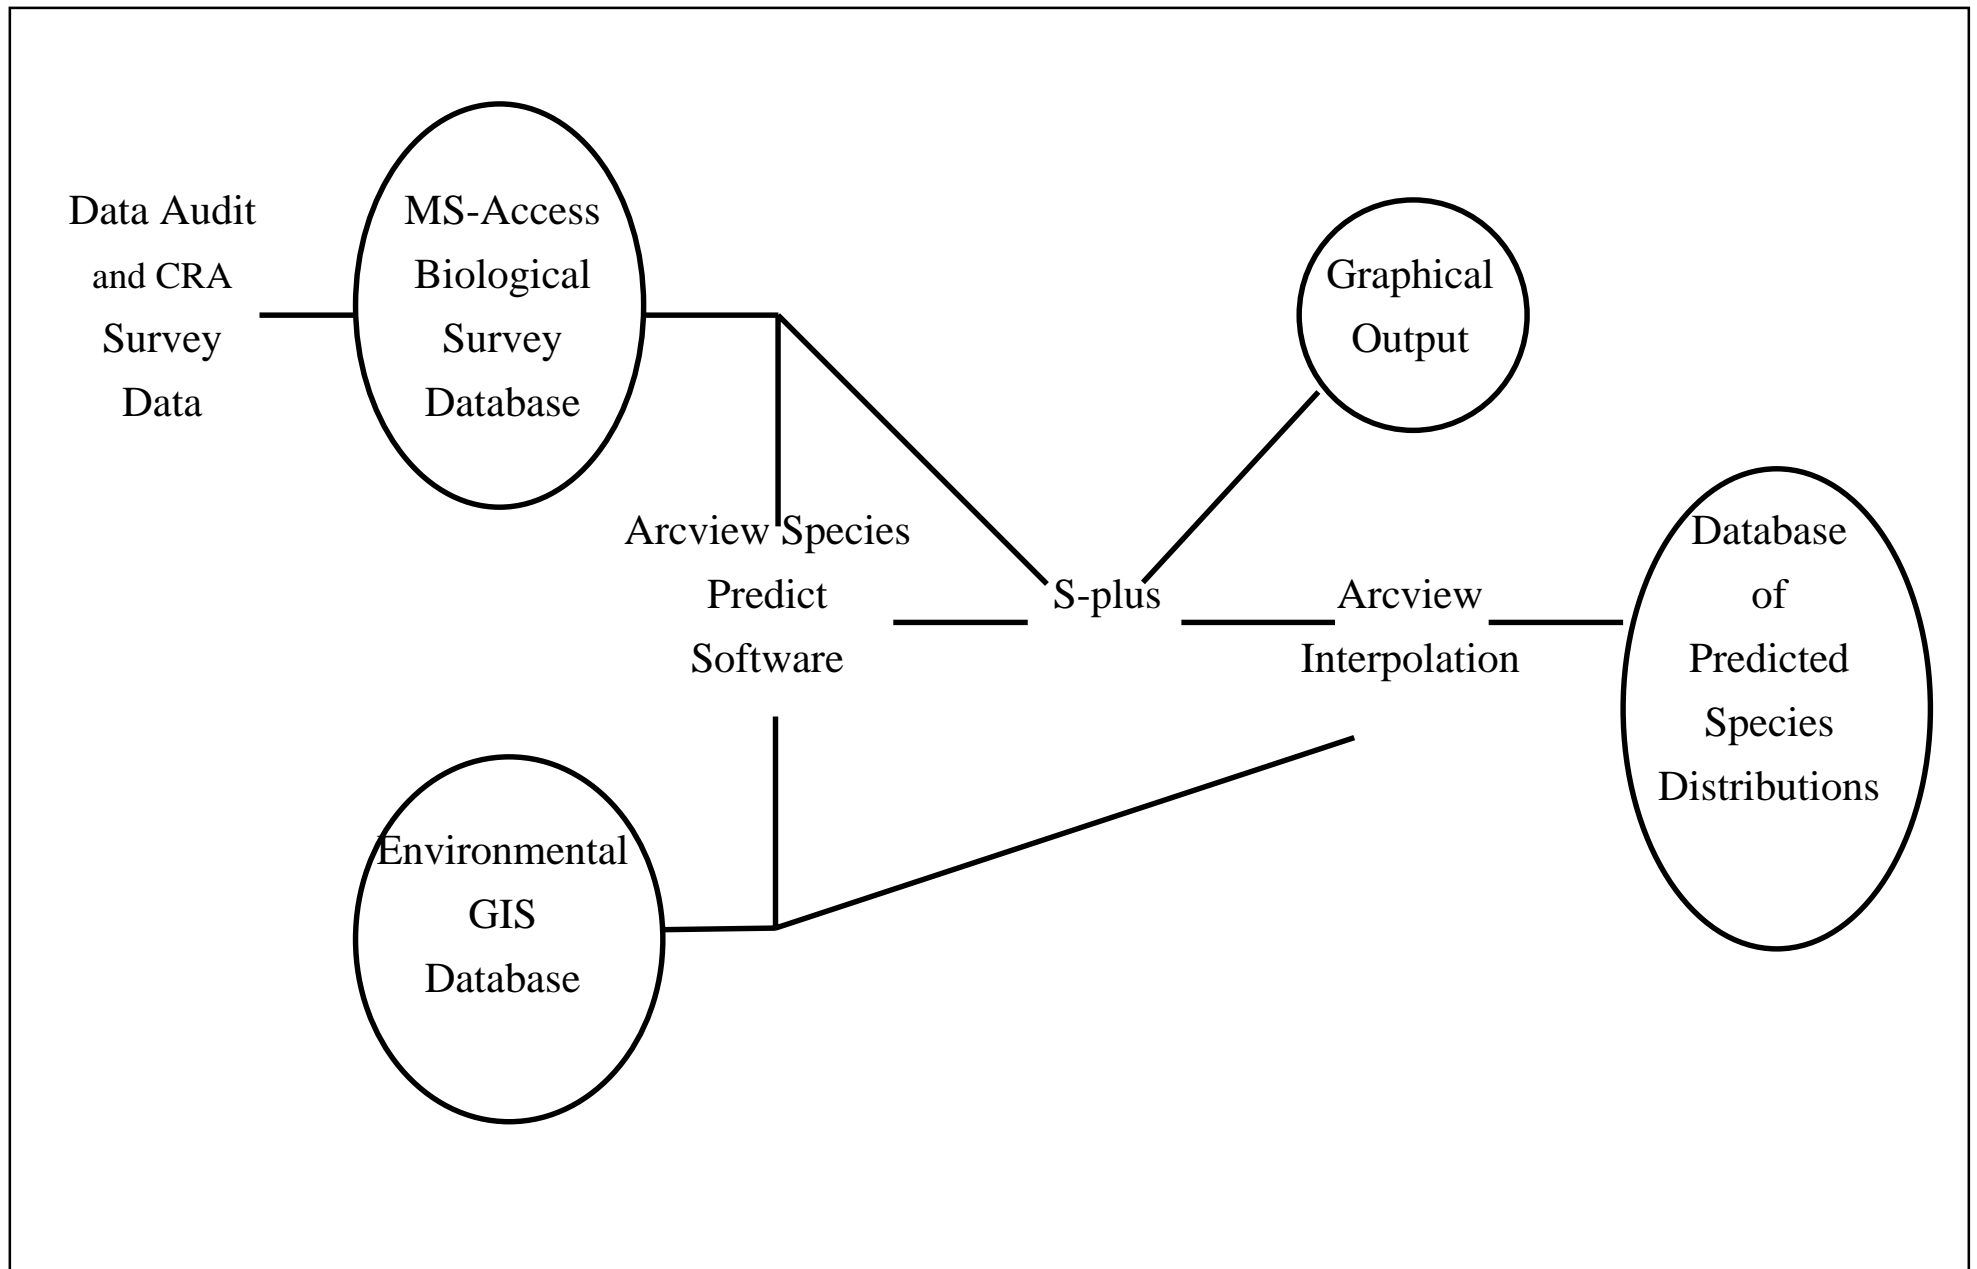 Data Audit
and CRA
Survey
Data
MS-Access
Biological
Survey
Database
Graphical
Output
Arcview Species
Predict
Software
S-plus
Arcview
Interpolation
Database
of
Predicted
Species
Distributions
Environmental
GIS
Database